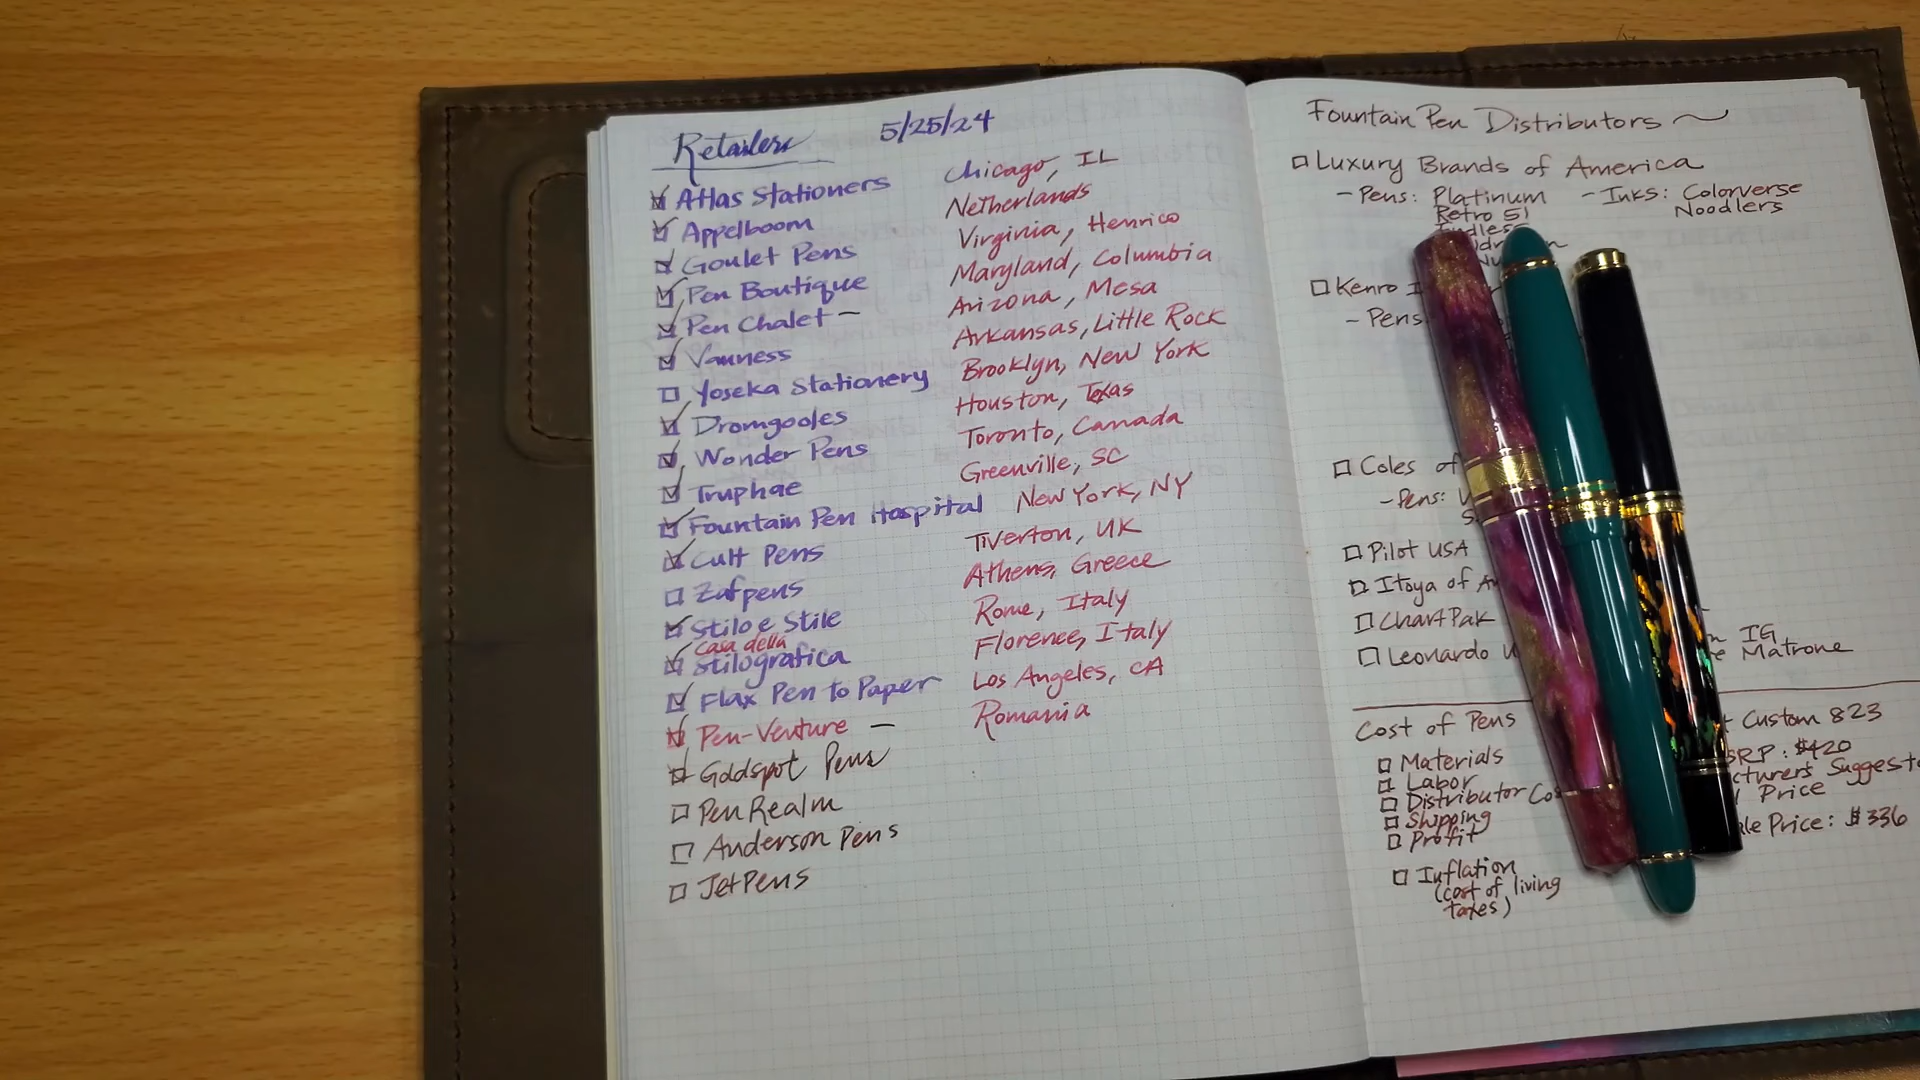 Retailers 5/25/24
Atlas Stationers Chicago, IL
Appelboom Netherlands
Goulet Pens Virginia, Henrico
Pen Boutique Maryland, Columbia
Pen Chalet – Arizona, Mesa
Vanness Arkansas, Little Rock
Yoseka Stationery Brooklyn, New York
Dromgooles Houston, Texas
Wonder Pens Toronto, Canada
Truphae Greenville, SC
Fountain Pen Hospital New York, NY
Cult Pens Tiverton, UK
Zafpens Athens, Greece
Stilo e Stile Rome, Italy
Casa della
Stilografica Florence, Italy
Flax Pen to Paper Los Angeles, CA
Pen-Venture – Romania
Goldspot Pens
Pen Realm
Anderson Pens
JetPens
Fountain Pen Distributors ~
Luxury Brands of America
- Pens: Platinum - Inks: Colorverse
Retro 51 Noodlers
Kenro
- Pens
Coles of
- Pens:
Pilot USA
Itoya of
ChartPak
Leonardo
IG
Matrone
Cost of Pens
Materials
Labor
Distributor
Shipping
Profit
Inflation
(cost of living
taxes)
Custom 823
: $420
Price
Price: $336